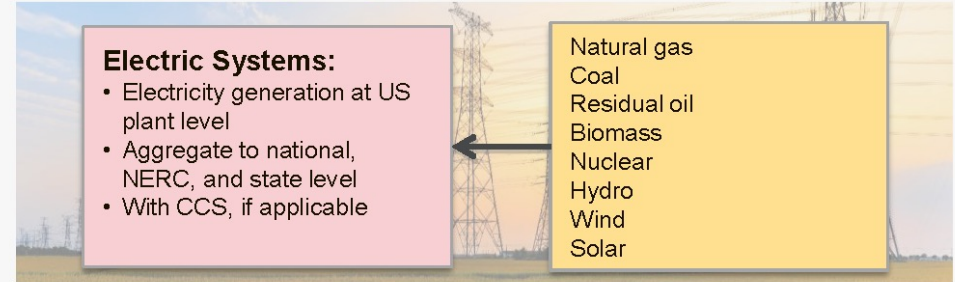 Electric Systems:
• Electricity generation at US
plant level
• Aggregate to national,
NERC, and state level
• With CCS, if applicable
Natural gas
Coal
Residual oil
Biomass
Nuclear
Hydro
Wind
Solar